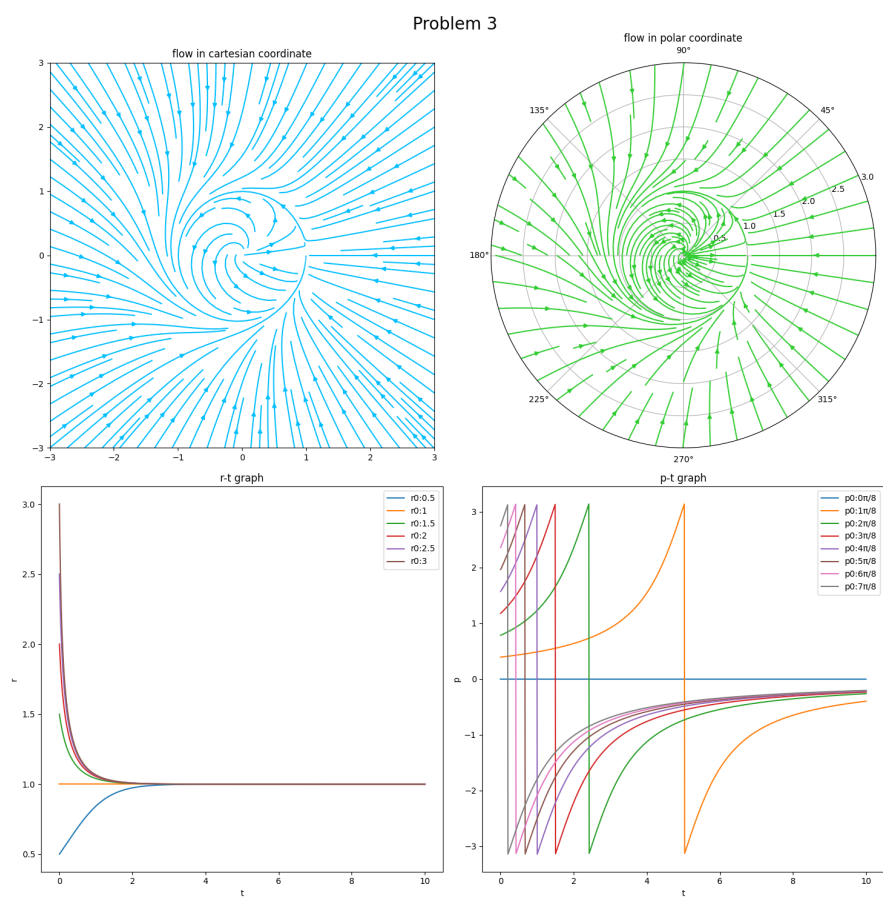 Problem 3
flow in cartesian coordinate
3
2
1
0
−1
−2
−3
−3
−2
−1
0
1
2
3
flow in polar coordinate
90°
135°
45°
180°
225°
270°
315°
0.5
1.0
1.5
2.0
2.5
3.0
r-t graph
r
3.0
2.5
2.0
1.5
1.0
0.5
0
2
4
6
8
10
t
r0:0.5
r0:1
r0:1.5
r0:2
r0:2.5
r0:3
p-t graph
p
3
2
1
0
−1
−2
−3
0
2
4
6
8
10
t
p0:0π/8
p0:1π/8
p0:2π/8
p0:3π/8
p0:4π/8
p0:5π/8
p0:6π/8
p0:7π/8